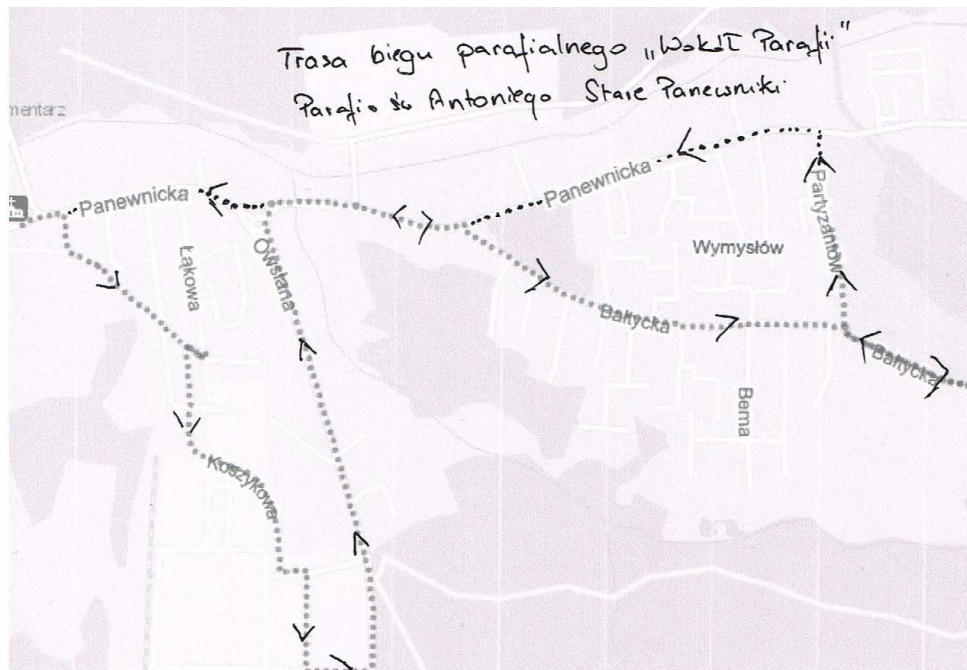 Trasa biegu parafialnego „Wokół Parafii"
Parafia św Antoniego Stare Panewniki
mentarz
Panewnicka
Panewnicka
Partyzantów
Łąkowa
Owsiana
Wymysłów
Bałtycka
Bałtycka
Berna
Koszykowa